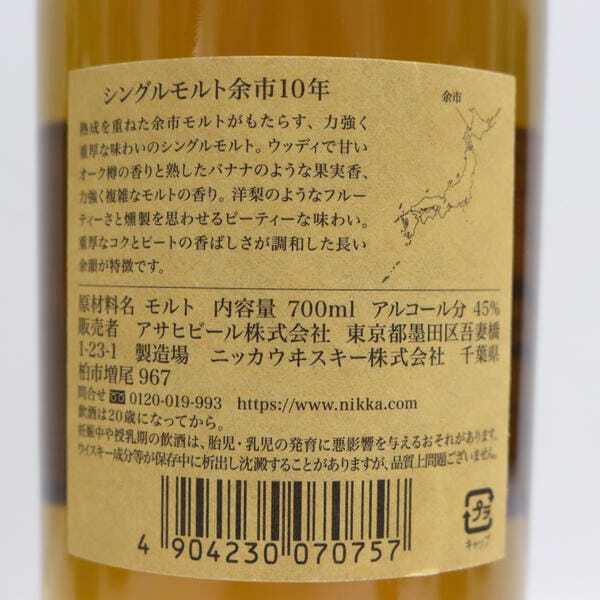 シングルモルト余市10年
余市
熟成を重ねた余市モルトがもたらす、力強く
重厚な味わいのシングルモルト。ウッディで甘い
オーク樽の香りと熟したバナナのような果実香、
力強く複雑なモルトの香り。洋梨のようなフルー
ティーさと燻製を思わせるピーティーな味わい。
重厚なコクとピートの香ばしさが調和した長い
余韻が特徴です。
原材料名 モルト 内容量 700ml アルコール分 45%
販売者 アサヒビール株式会社 東京都墨田区吾妻橋
1-23-1 製造場 ニッカウヰスキー株式会社 千葉県
柏市増尾 967
問合せ 0120-019-993 https://www.nikka.com
飲酒は20歳になってから。
妊娠中や授乳期の飲酒は、胎児・乳児の発育に悪影響を与えるおそれがあります。
ウイスキー成分等が保存中に析出し沈澱することがありますが、品質上問題ございません。
4 904230 070757
プラ
キャップ